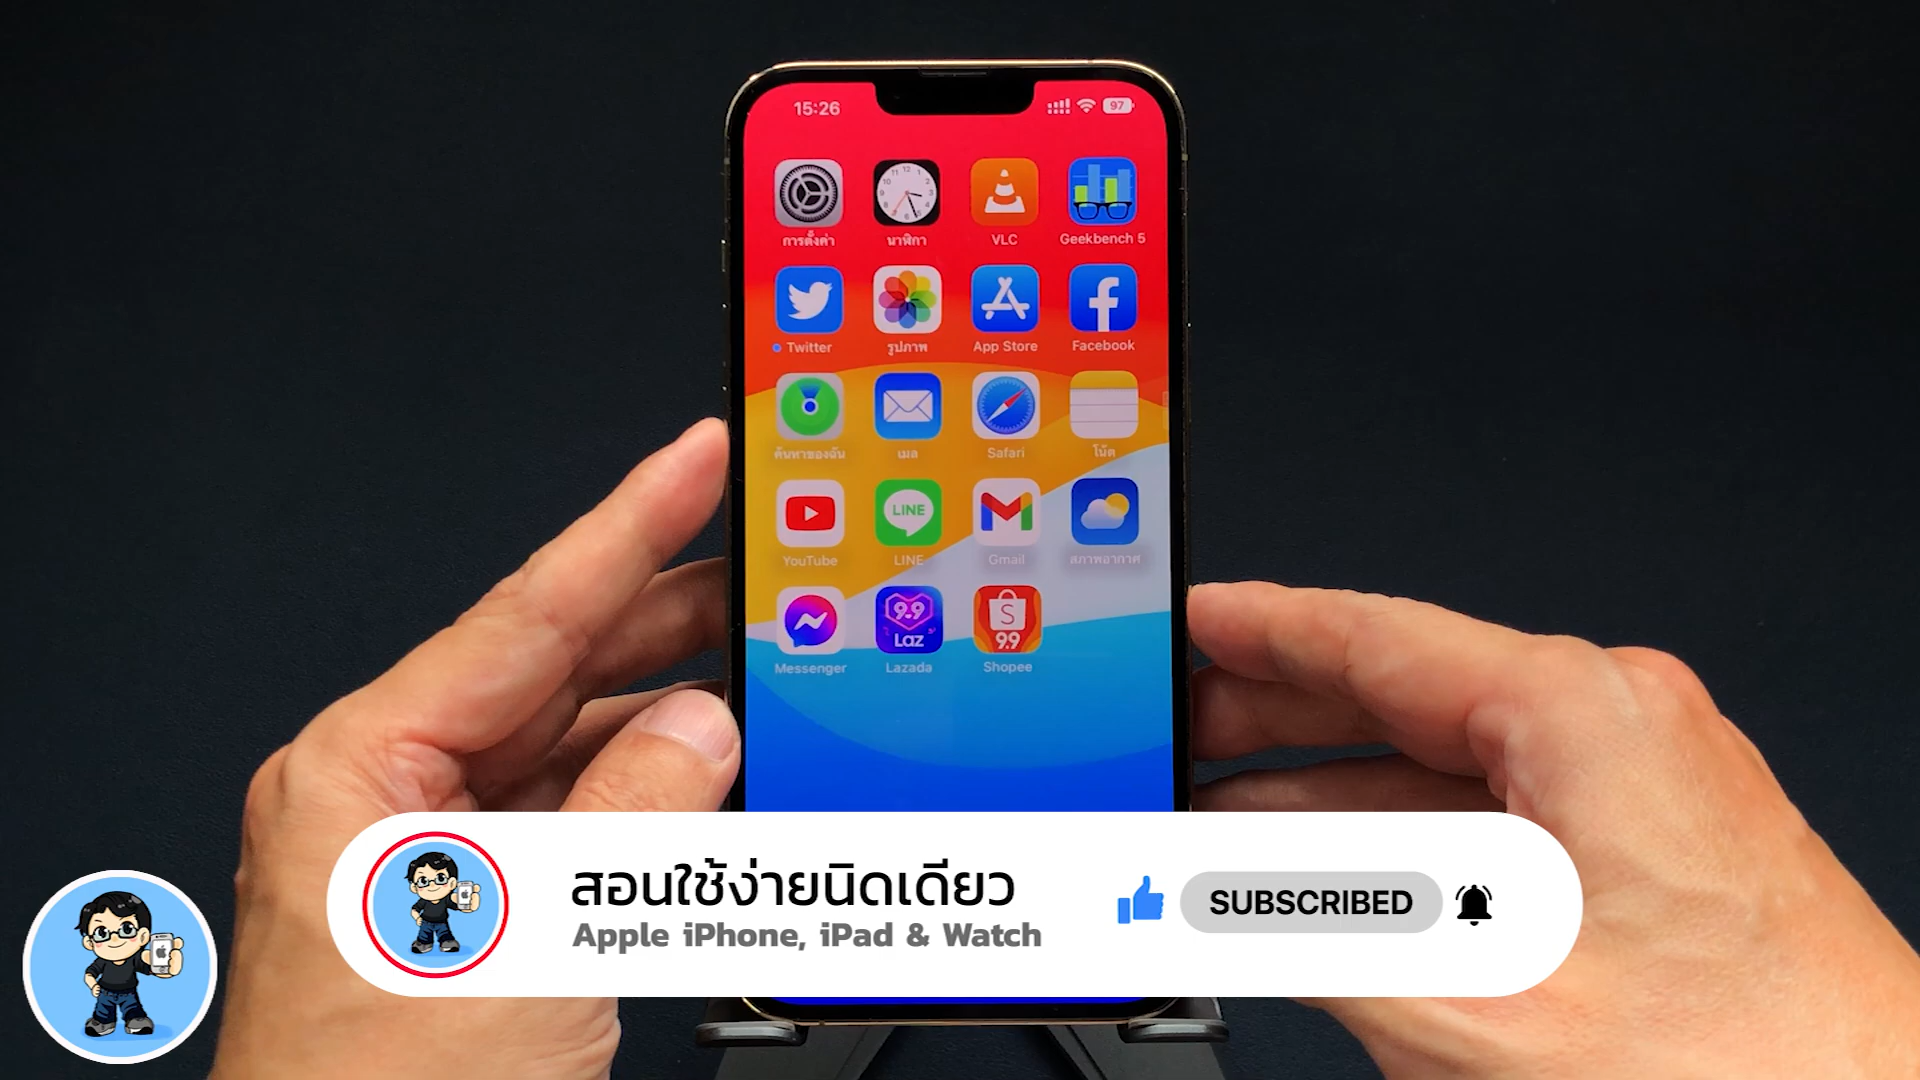 15:26
97
การตั้งค่า
นาฬิกา
VLC
Geekbench 5
Twitter
รูปภาพ
App Store
Facebook
ค้นหาของฉัน
เมล
Safari
โน้ต
LINE
YouTube
LINE
Gmail
สภาพอากาศ
9.9
Laz
S
9.9
Messenger
Lazada
Shopee
สอนใช้ง่ายนิดเดียว
Apple iPhone, iPad & Watch
SUBSCRIBED